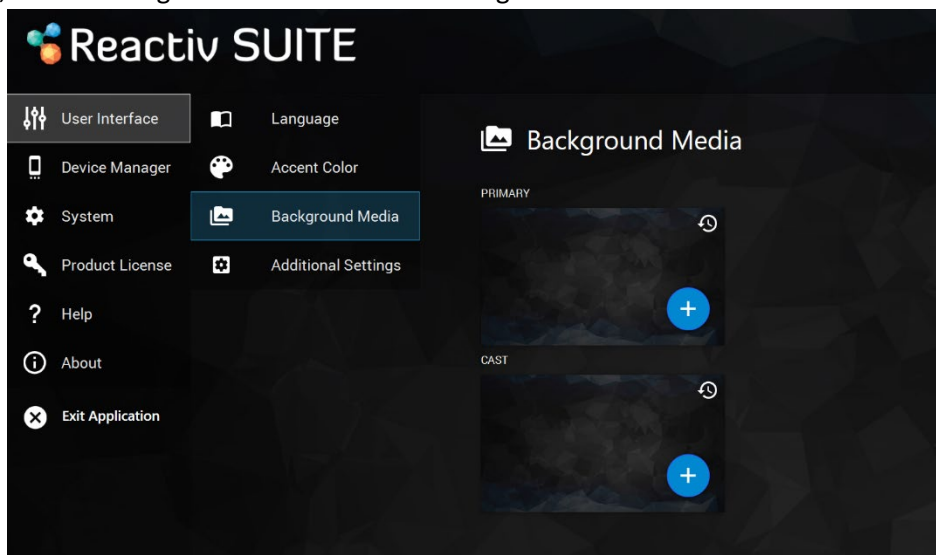 Reactiv SUITE
User Interface
Device Manager
System
Product License
? Help
About
Exit Application
Language
Accent Color
Background Media
Additional Settings
Background Media
PRIMARY
+
CAST
+